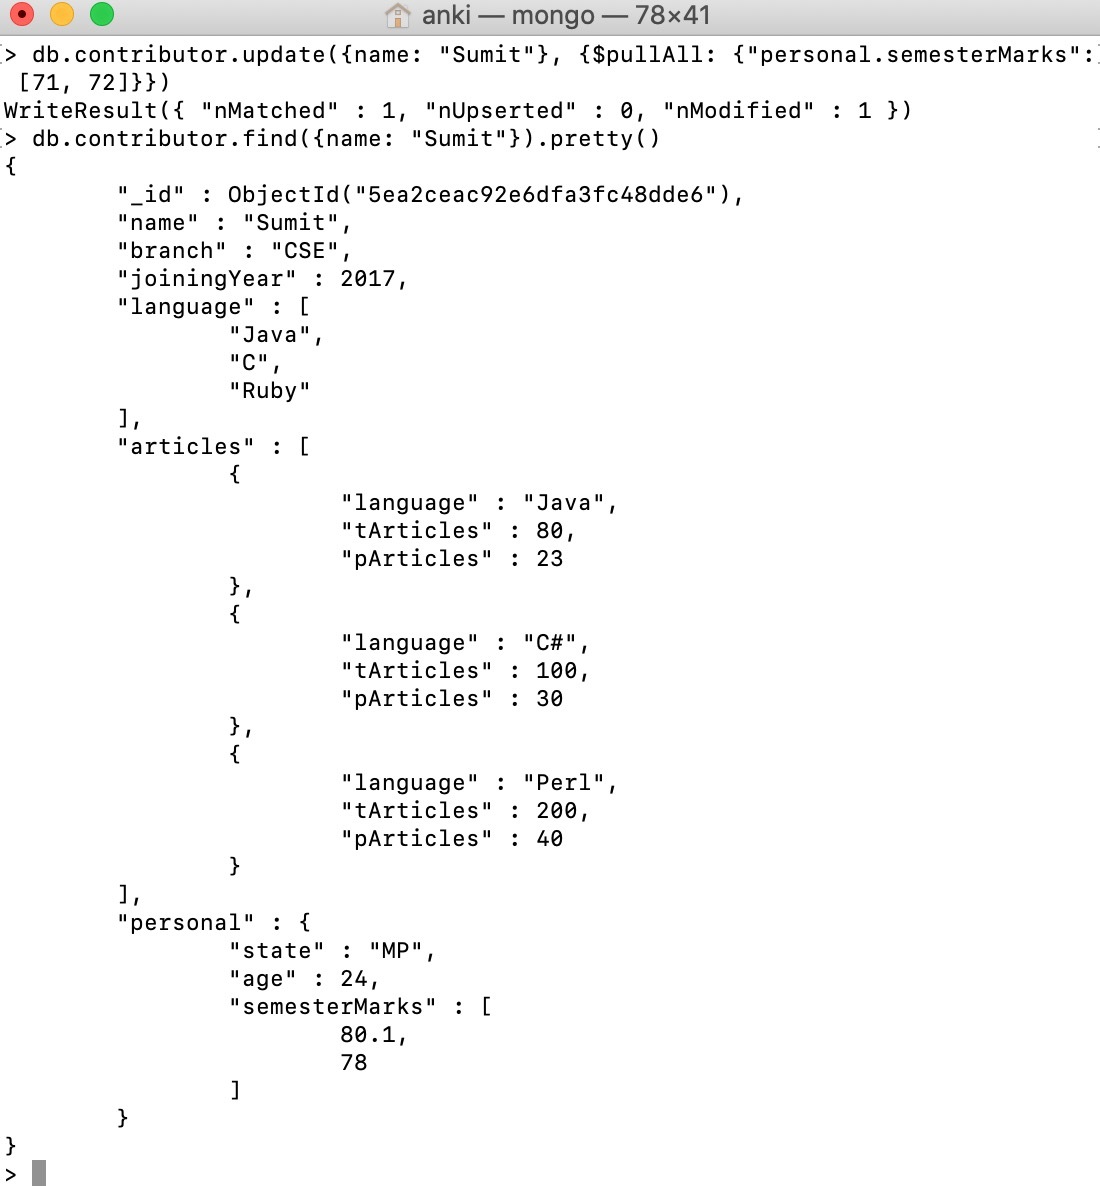 anki — mongo — 78×41
> db.contributor.update({name: "Sumit"}, {$pullAll: {"personal.semesterMarks":
 [71, 72]}})
WriteResult({ "nMatched" : 1, "nUpserted" : 0, "nModified" : 1 })
> db.contributor.find({name: "Sumit"}).pretty()
{
        "_id" : ObjectId("5ea2ceac92e6dfa3fc48dde6"),
        "name" : "Sumit",
        "branch" : "CSE",
        "joiningYear" : 2017,
        "language" : [
                "Java",
                "C",
                "Ruby"
        ],
        "articles" : [
                {
                        "language" : "Java",
                        "tArticles" : 80,
                        "pArticles" : 23
                },
                {
                        "language" : "C#",
                        "tArticles" : 100,
                        "pArticles" : 30
                },
                {
                        "language" : "Perl",
                        "tArticles" : 200,
                        "pArticles" : 40
                }
        ],
        "personal" : {
                "state" : "MP",
                "age" : 24,
                "semesterMarks" : [
                        80.1,
                        78
                ]
        }
}
>